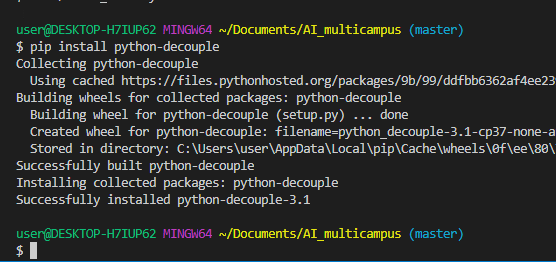 user@DESKTOP-H7IUP62 MINGW64 ~/Documents/AI_multicampus (master)
$ pip install python-decouple
Collecting python-decouple
  Using cached https://files.pythonhosted.org/packages/9b/99/ddfbb6362af4ee239
Building wheels for collected packages: python-decouple
  Building wheel for python-decouple (setup.py) ... done
  Created wheel for python-decouple: filename=python_decouple-3.1-cp37-none-a
  Stored in directory: C:\Users\user\AppData\Local\pip\Cache\wheels\0f\ee\80\
Successfully built python-decouple
Installing collected packages: python-decouple
Successfully installed python-decouple-3.1
user@DESKTOP-H7IUP62 MINGW64 ~/Documents/AI_multicampus (master)
$